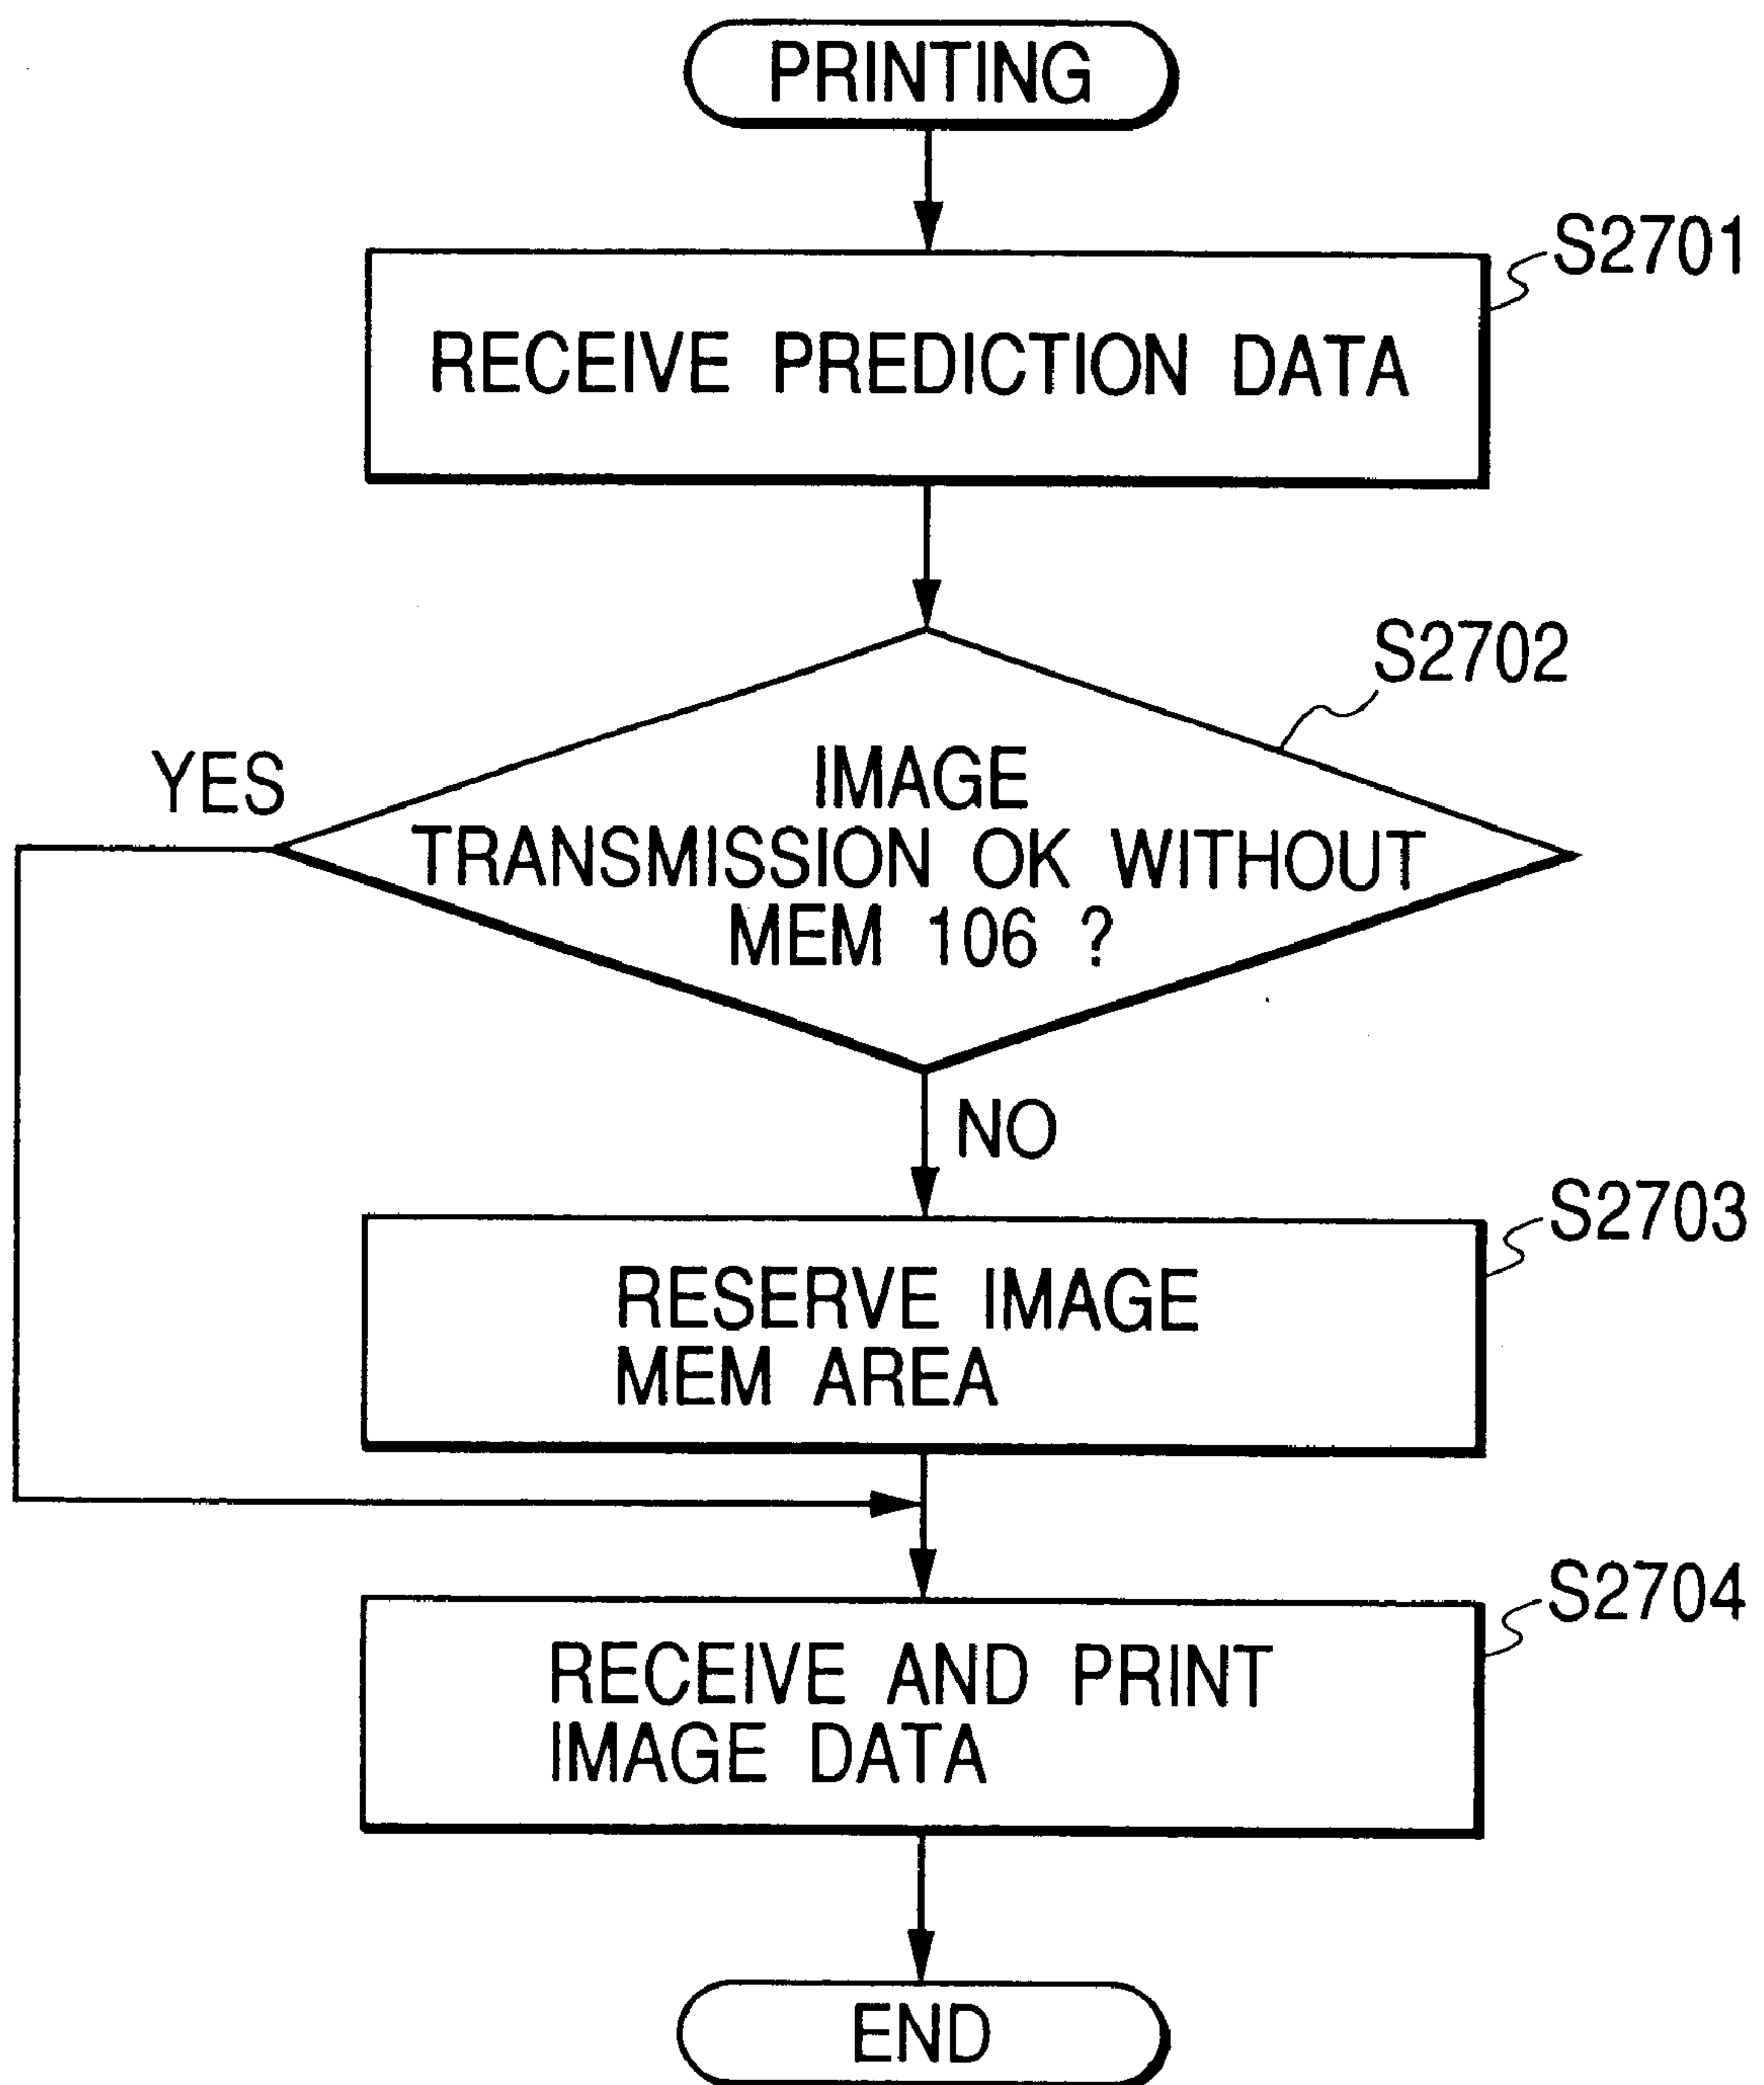 PRINTING
S2701
RECEIVE PREDICTION DATA
S2702
YES
IMAGE
TRANSMISSION OK WITHOUT
MEM 106 ?
NO
S2703
RESERVE IMAGE
MEM AREA
S2704
RECEIVE AND PRINT
IMAGE DATA
END